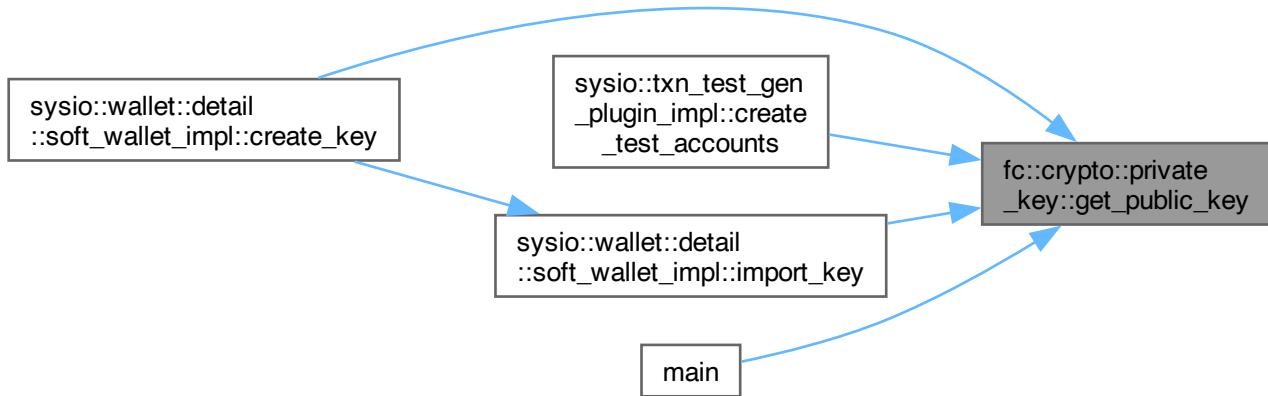 sysio::wallet::detail
::soft_wallet_impl::create_key
sysio::txn_test_gen
_plugin_impl::create
_test_accounts
sysio::wallet::detail
::soft_wallet_impl::import_key
main
fc::crypto::private
_key::get_public_key